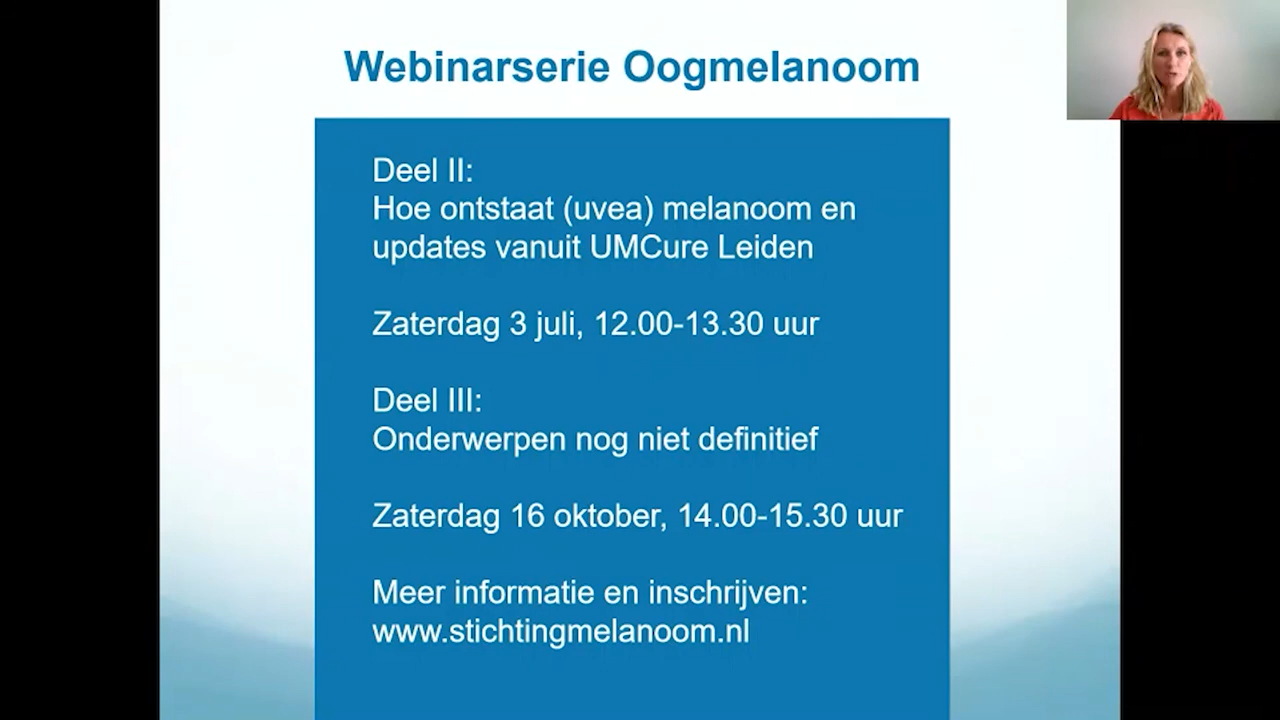 Webinarserie Oogmelanoom
Deel II:
Hoe ontstaat (uvea) melanoom en
updates vanuit UMCure Leiden
Zaterdag 3 juli, 12.00-13.30 uur
Deel III:
Onderwerpen nog niet definitief
Zaterdag 16 oktober, 14.00-15.30 uur
Meer informatie en inschrijven:
www.stichtingmelanoom.nl